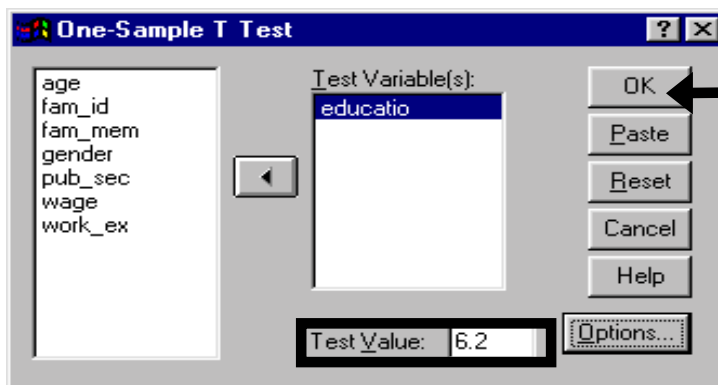 One-Sample T Test
? X
age
fam_id
fam_mem
gender
pub_sec
wage
work_ex
Test Variable(s):
educatio
OK
Paste
Reset
Cancel
Help
Test Value: 6.2
Options...